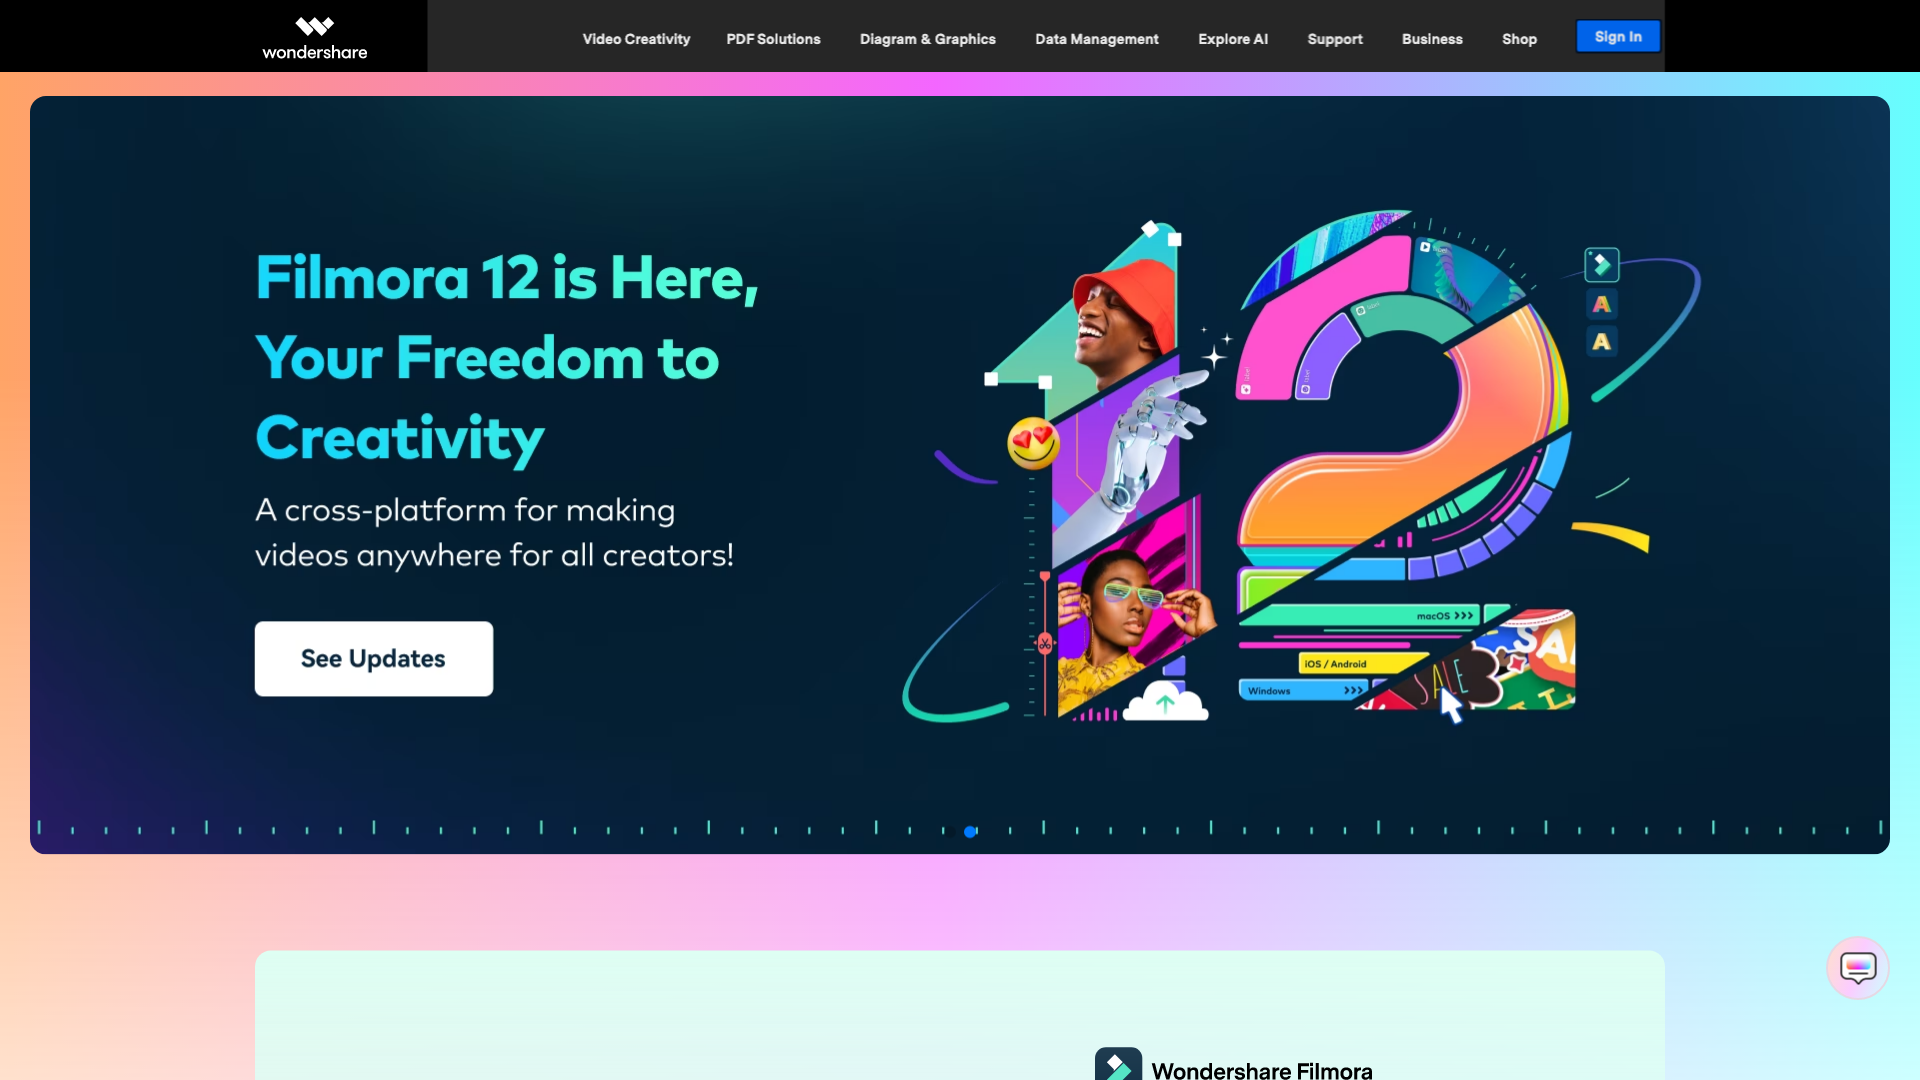 wondershare
Video Creativity
PDF Solutions
Diagram & Graphics
Data Management
Explore AI
Support
Business
Shop
Sign In
Filmora 12 is Here,
Your Freedom to
Creativity
A cross-platform for making
videos anywhere for all creators!
See Updates
A
A
macOS >>>
iOS / Android
Windows >>>
SALE
Wondershare Filmora